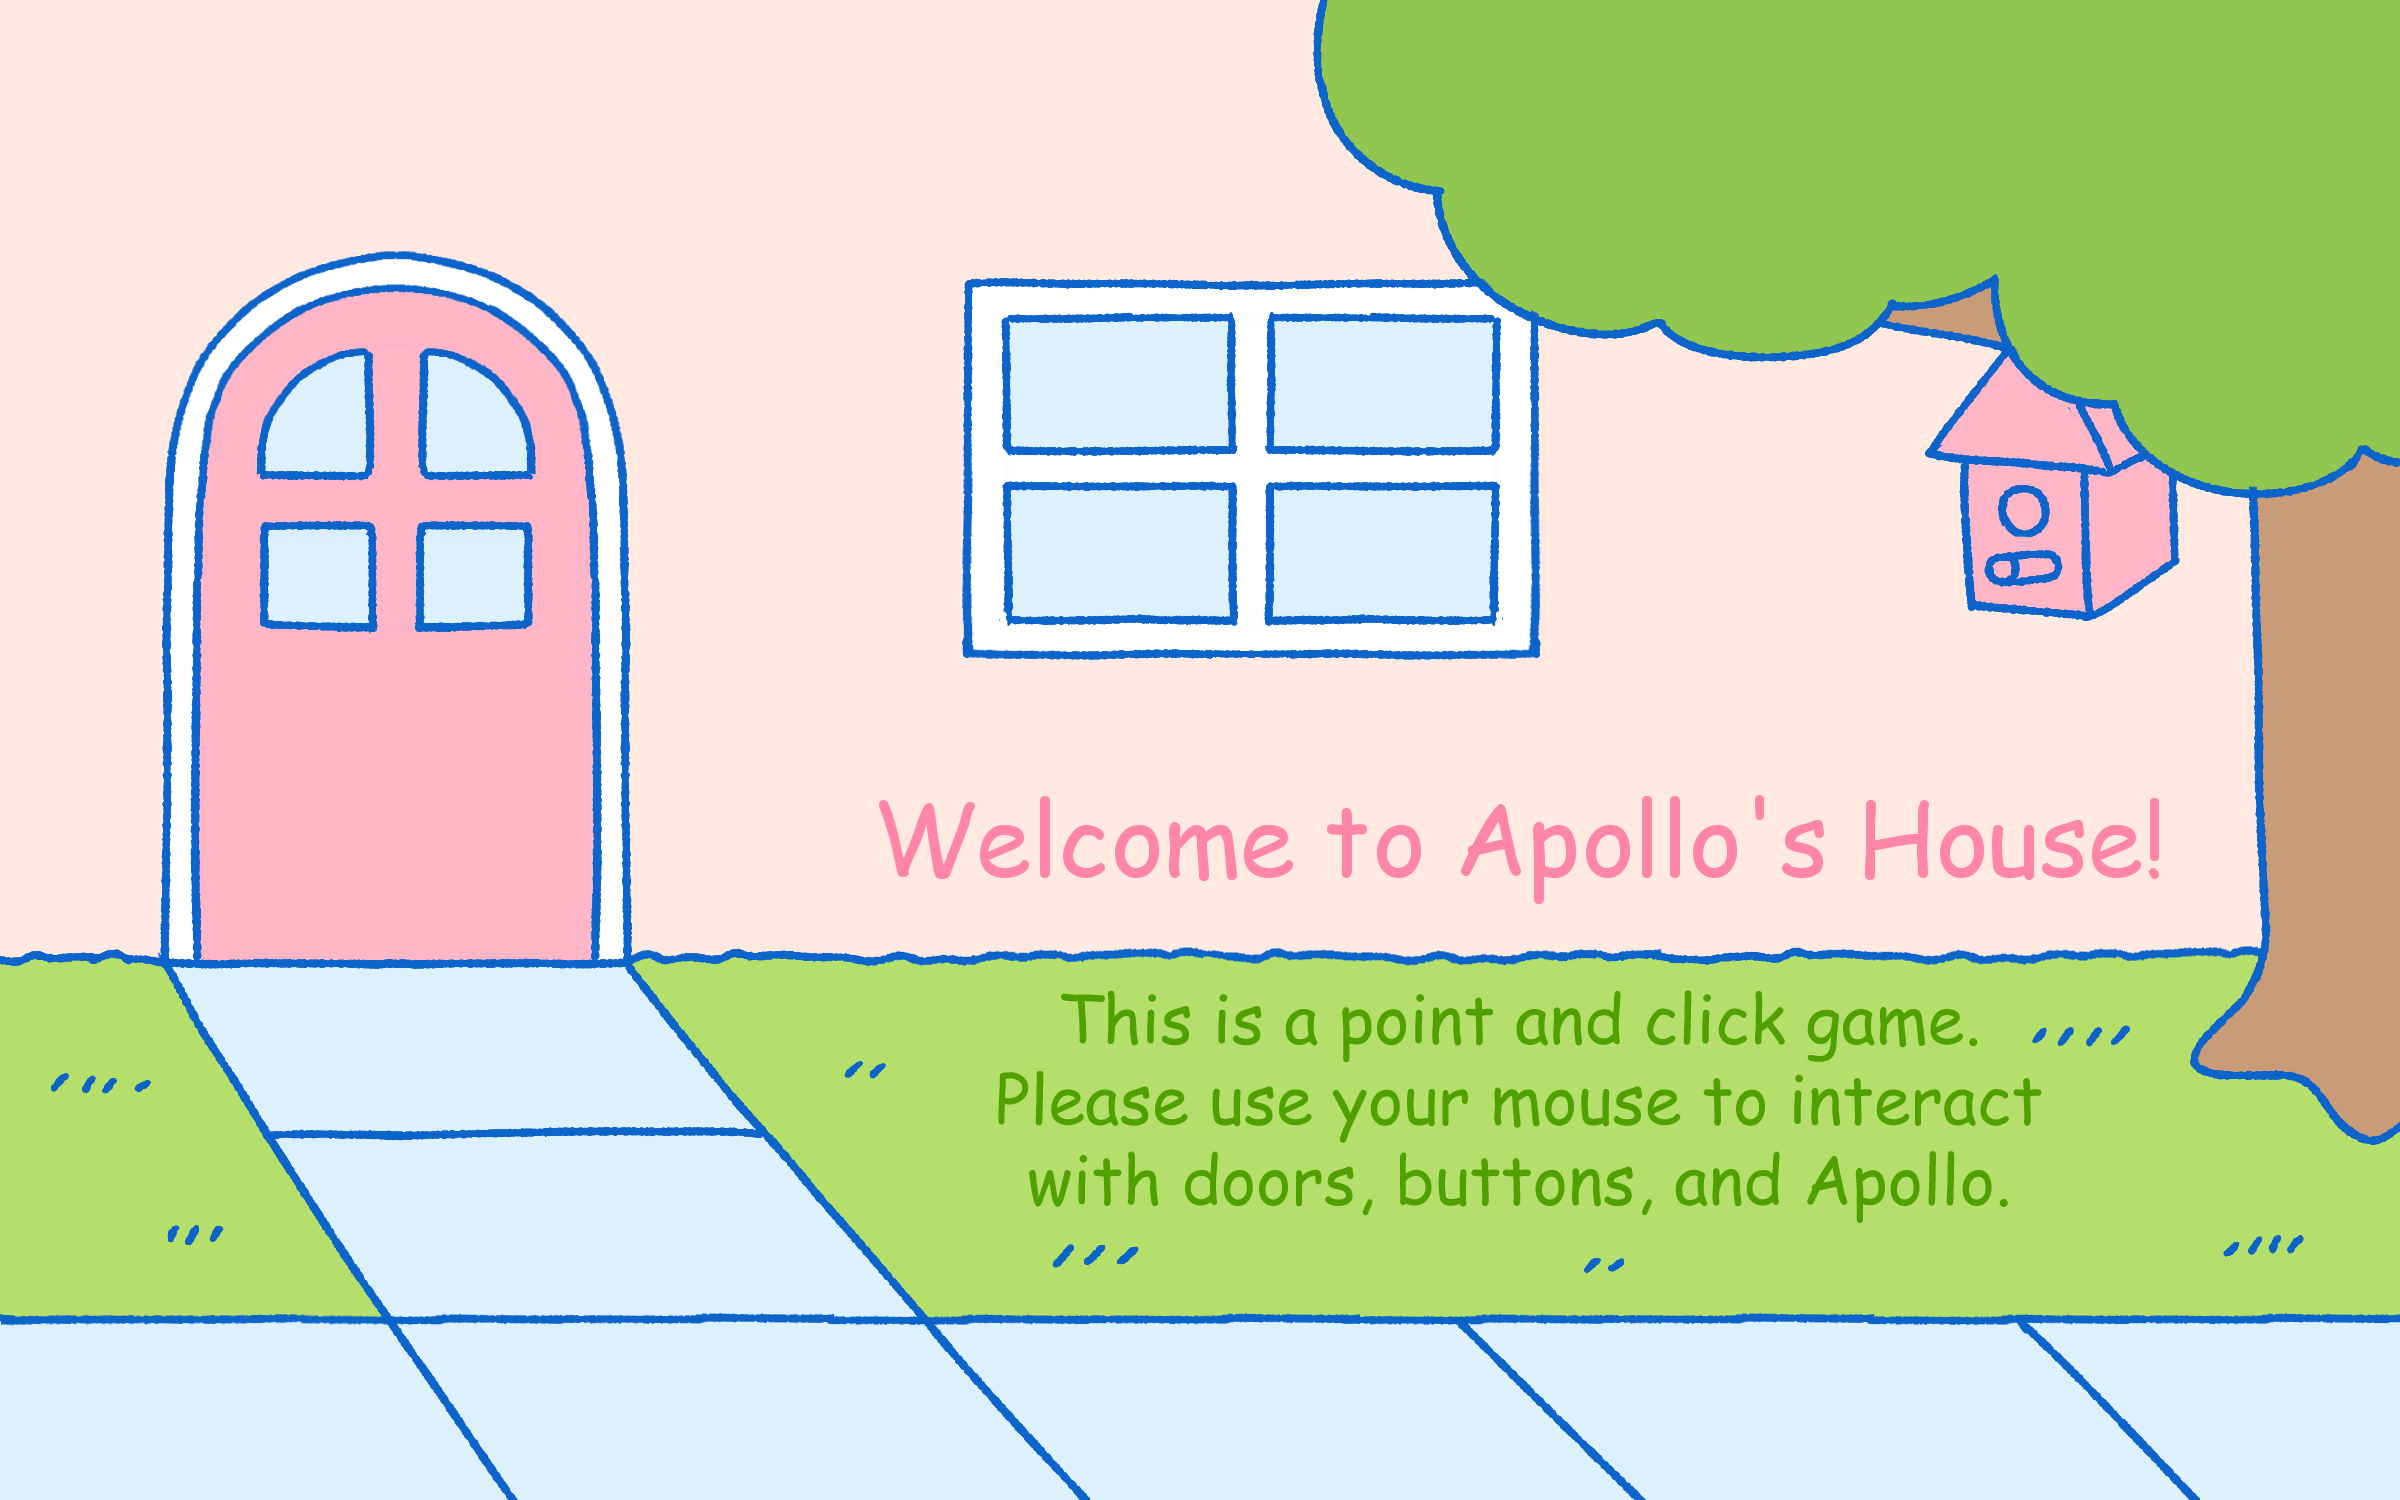 Welcome to Apollo's House!
This is a point and click game.
Please use your mouse to interact
with doors, buttons, and Apollo.